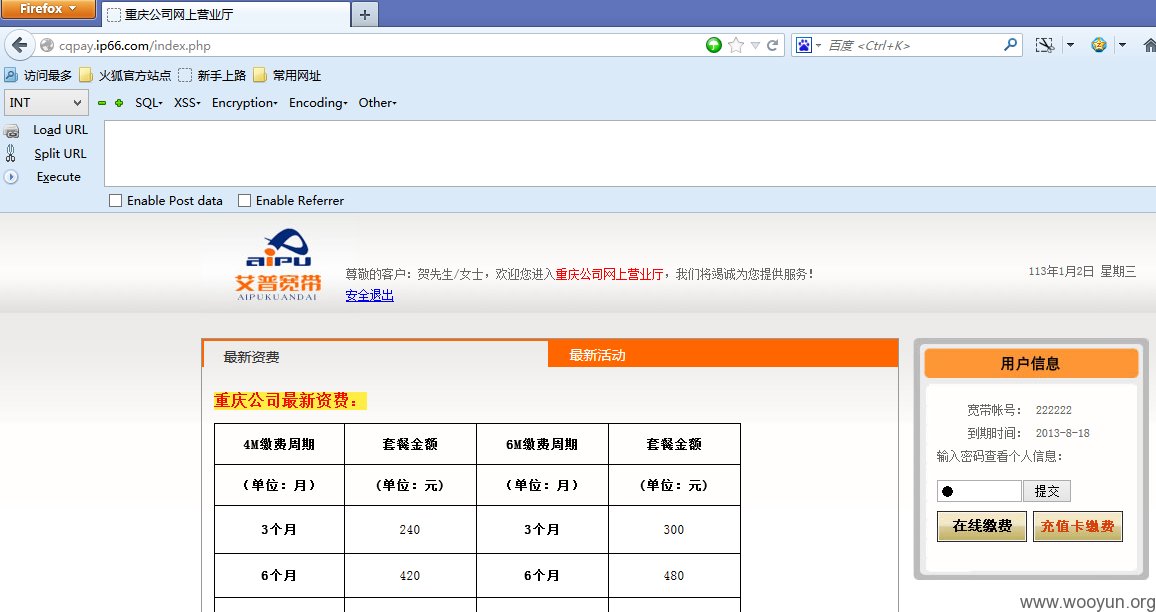 Firefox
重庆公司网上营业厅
cqpay.ip66.com/index.php
百度 <Ctrl+K>
访问最多 火狐官方站点 新手上路 常用网址
INT SQL- XSS- Encryption- Encoding- Other-
Load URL
Split URL
Execute
Enable Post data Enable Referrer
aiPU
艾普宽带
AIPUKUANDAI
尊敬的客户：贺先生/女士，欢迎您进入重庆公司网上营业厅，我们将竭诚为您提供服务！
安全退出
113年1月2日 星期三
最新资费 最新活动
重庆公司最新资费：
4M缴费周期 套餐金额 6M缴费周期 套餐金额
（单位：月） （单位：元） （单位：月） （单位：元）
3个月 240 3个月 300
6个月 420 6个月 480
用户信息
宽带帐号： 222222
到期时间： 2013-8-18
输入密码查看个人信息：
提交
在线缴费 充值卡缴费
www.wooyun.org